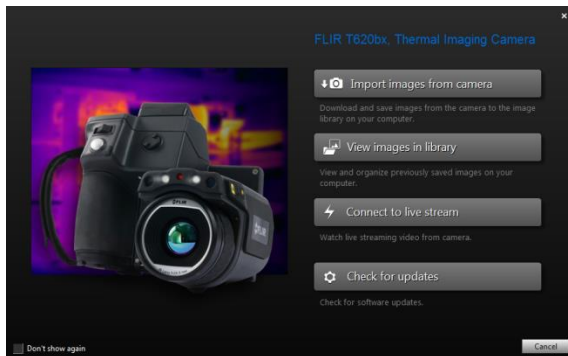 FLIR T620bx, Thermal Imaging Camera
Import images from camera
Download and save images from the camera to the image
library on your computer.
View images in library
View and organize previously saved images on your
computer.
Connect to live stream
Watch live streaming video from camera.
Check for updates
Check for software updates.
FLIR
Don't show again
Cancel